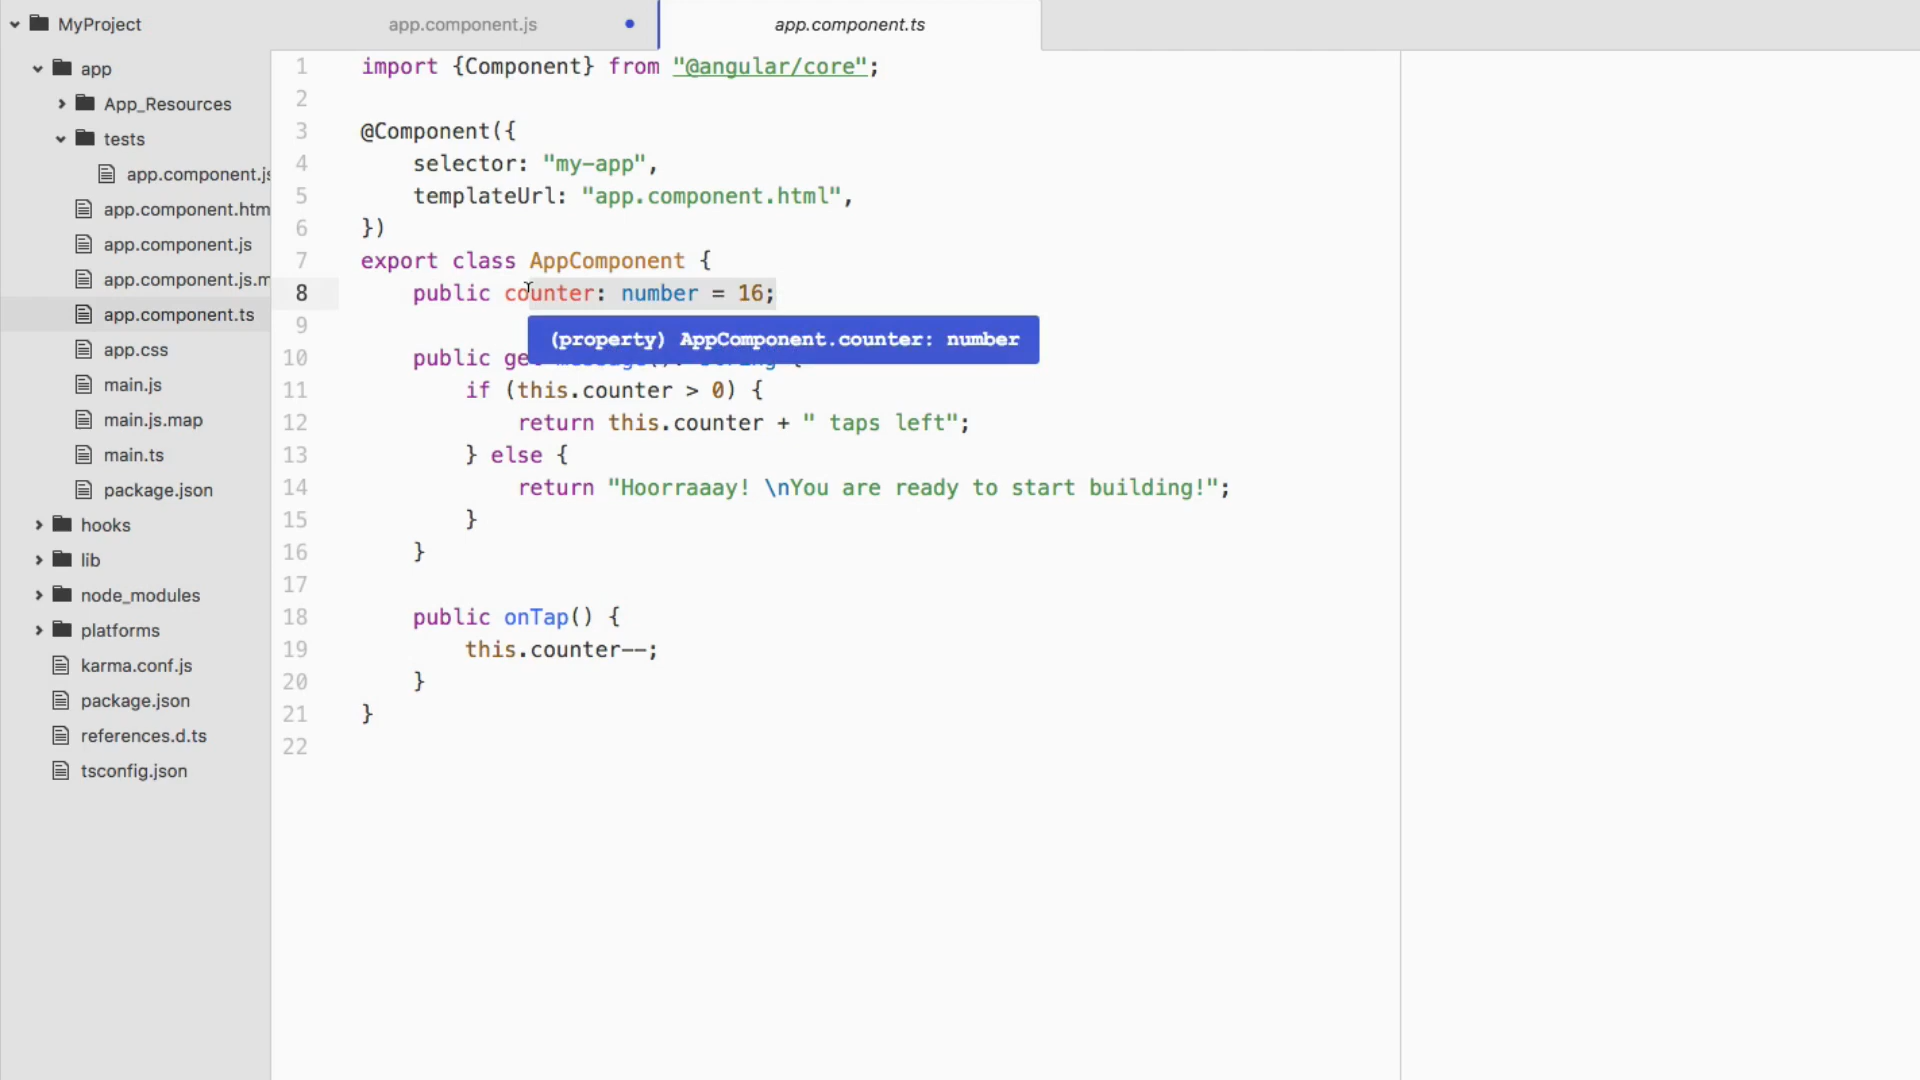 MyProject
app
App_Resources
tests
app.component.js
app.component.htm
app.component.js
app.component.js.m
app.component.ts
app.css
main.js
main.js.map
main.ts
package.json
hooks
lib
node_modules
platforms
karma.conf.js
package.json
references.d.ts
tsconfig.json
app.component.js
app.component.ts
1 import {Component} from "@angular/core";
2
3 @Component({
4 selector: "my-app",
5 templateUrl: "app.component.html",
6 })
7 export class AppComponent {
8 public counter: number = 16;
9
(property) AppComponent.counter: number
10 public get message(): string {
11 if (this.counter > 0) {
12 return this.counter + " taps left";
13 } else {
14 return "Hoorraaay! \nYou are ready to start building!";
15 }
16 }
17
18 public onTap() {
19 this.counter--;
20 }
21 }
22